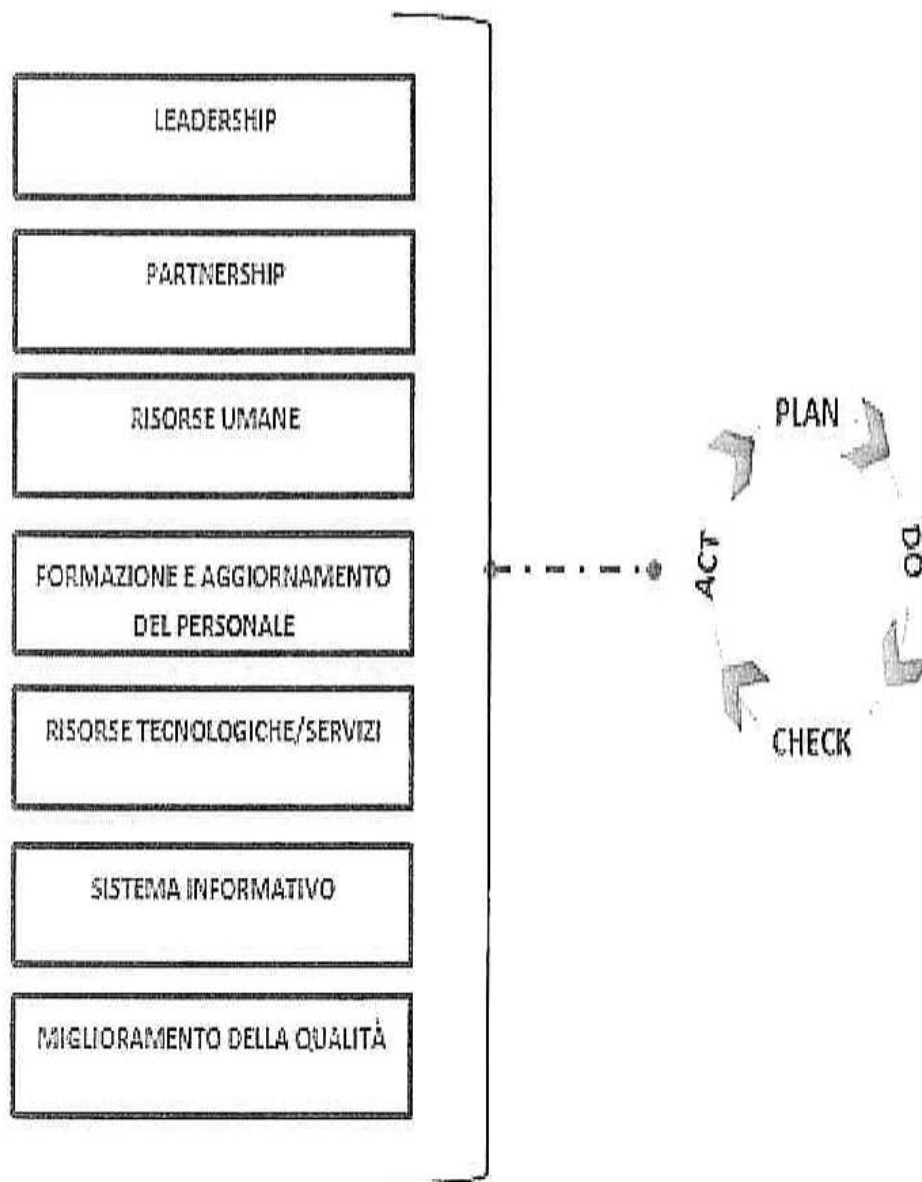 LEADERSHIP
PARTNERSHIP
RISORSE UMANE
FORMAZIONE E AGGIORNAMENTO
DEL PERSONALE
RISORSE TECNOLOGICHE/SERVIZI
SISTEMA INFORMATIVO
MIGLIORAMENTO DELLA QUALITÀ
PLAN
DO
CHECK
ACT